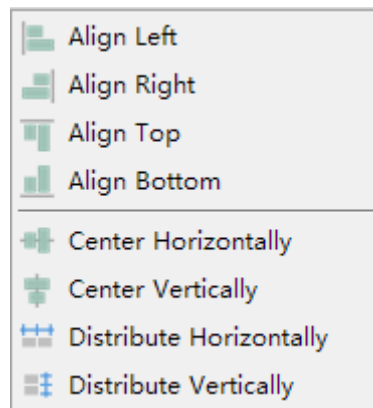 Align Left
Align Right
Align Top
Align Bottom
Center Horizontally
Center Vertically
Distribute Horizontally
Distribute Vertically